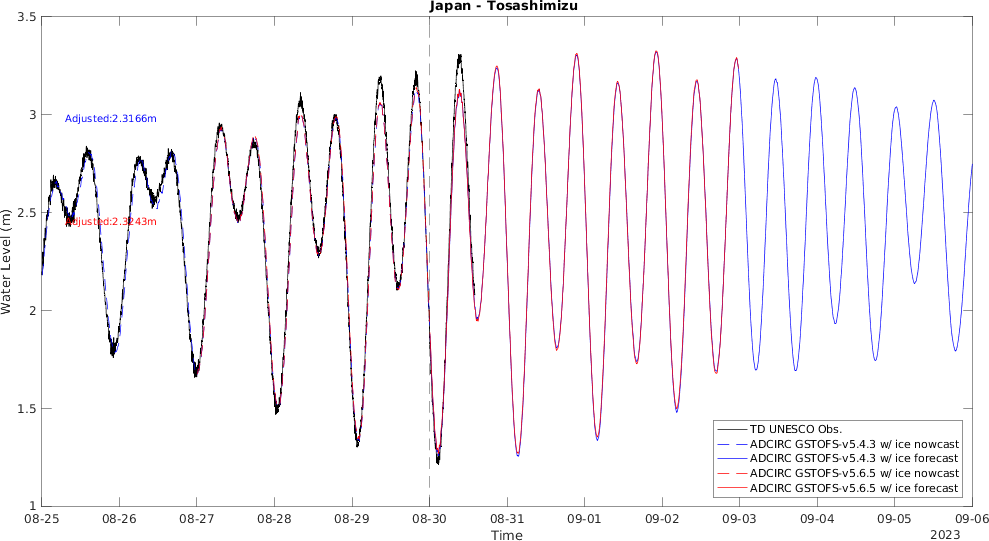 Japan - Tosashimizu
3.5
3
2.5
2
1.5
1
Water Level (m)
Adjusted:2.3166m
Adjusted:2.3243m
TD UNESCO Obs.
ADCIRC GSTOFS-v5.4.3 w/ ice nowcast
ADCIRC GSTOFS-v5.4.3 w/ ice forecast
ADCIRC GSTOFS-v5.6.5 w/ ice nowcast
ADCIRC GSTOFS-v5.6.5 w/ ice forecast
08-25 08-26 08-27 08-28 08-29 08-30 08-31 09-01 09-02 09-03 09-04 09-05 09-06
Time
2023